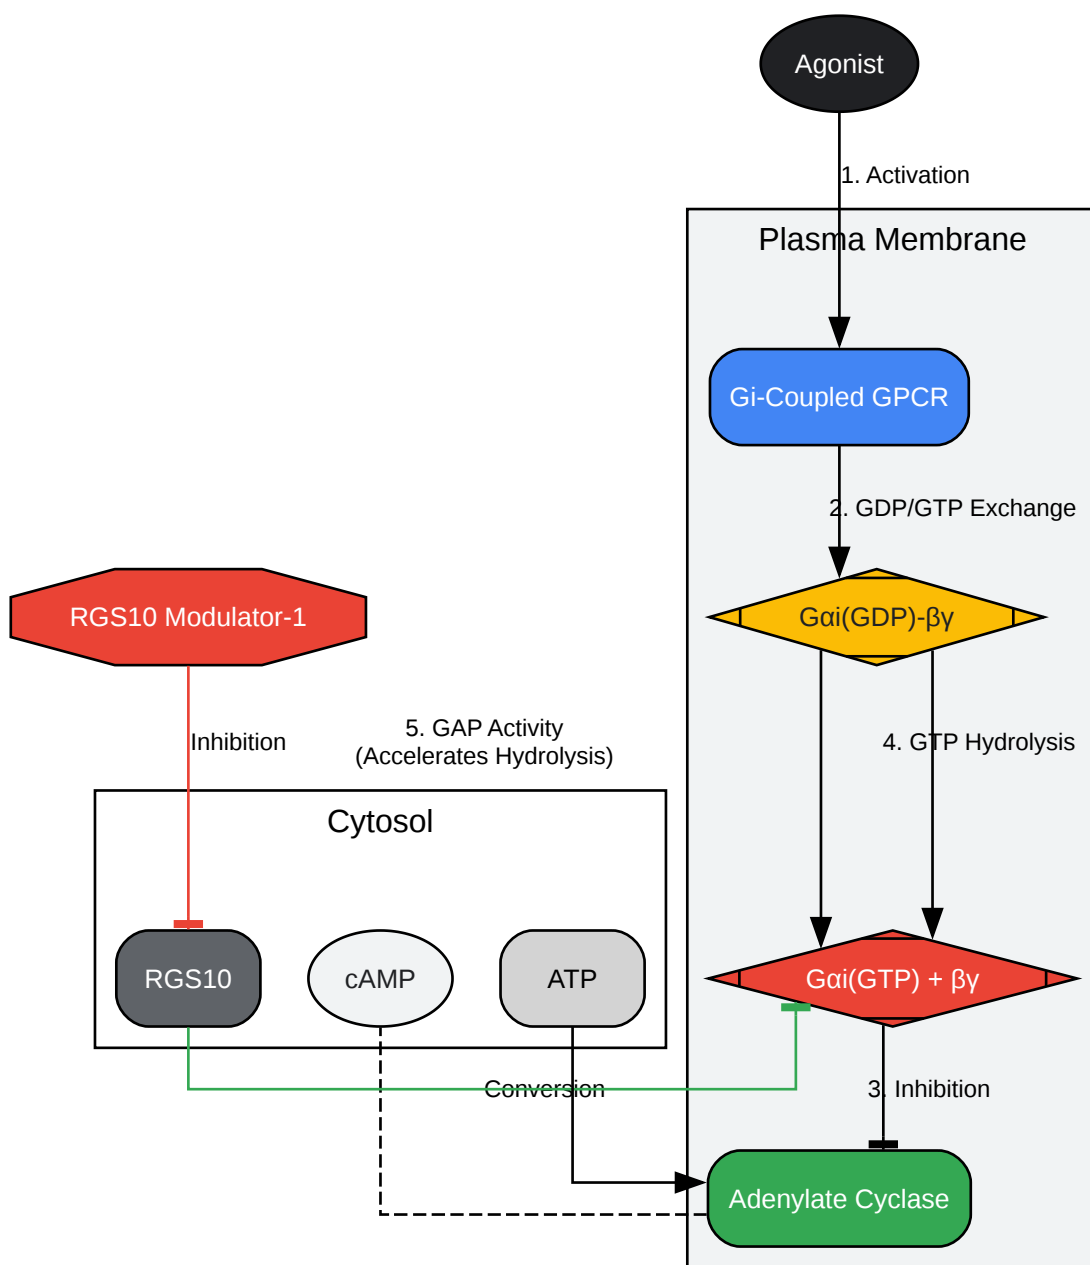 Agonist
1. Activation
Plasma Membrane
Gi-Coupled GPCR
2. GDP/GTP Exchange
RGS10 Modulator-1
Gαi(GDP)-βγ
Inhibition
5. GAP Activity
(Accelerates Hydrolysis)
4. GTP Hydrolysis
Cytosol
RGS10
cAMP
ATP
Gαi(GTP) + βγ
Conversion
3. Inhibition
Adenylate Cyclase